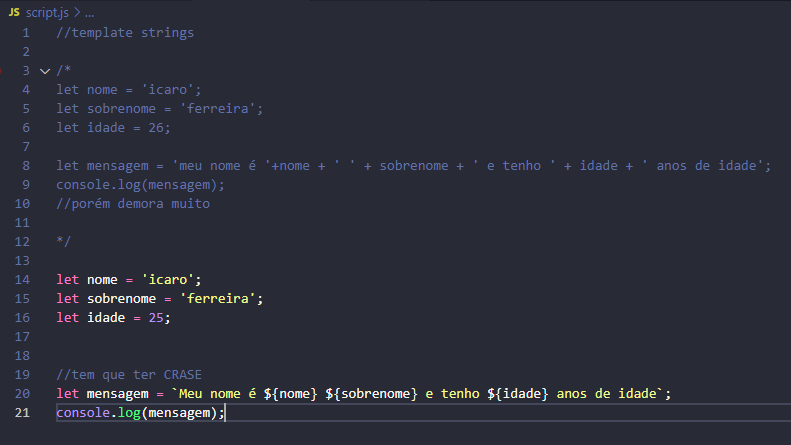 JS script.js > ...
1 //template strings
2
3 /*
4 let nome = 'icaro';
5 let sobrenome = 'ferreira';
6 let idade = 26;
7
8 let mensagem = 'meu nome é '+nome + ' ' + sobrenome + ' e tenho ' + idade + ' anos de idade';
9 console.log(mensagem);
10 //porém demora muito
11
12 */
13
14 let nome = 'icaro';
15 let sobrenome = 'ferreira';
16 let idade = 25;
17
18
19 //tem que ter CRASE
20 let mensagem = `Meu nome é ${nome} ${sobrenome} e tenho ${idade} anos de idade`;
21 console.log(mensagem);